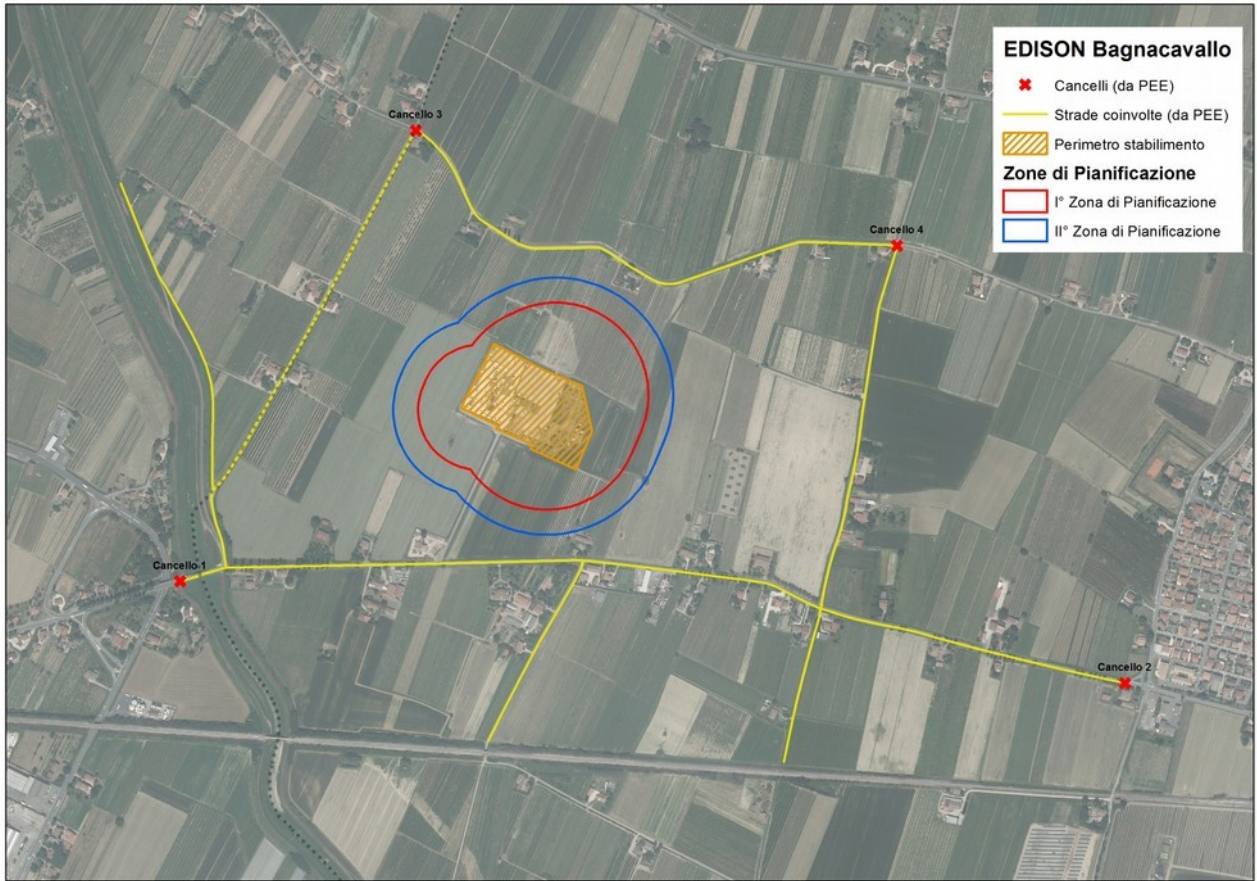 EDISON Bagnacavallo
Cancelli (da PEE)
Strade coinvolte (da PEE)
Perimetro stabilimento
Zone di Pianificazione
I° Zona di Pianificazione
II° Zona di Pianificazione
Cancello 3
Cancello 4
Cancello 1
Cancello 2